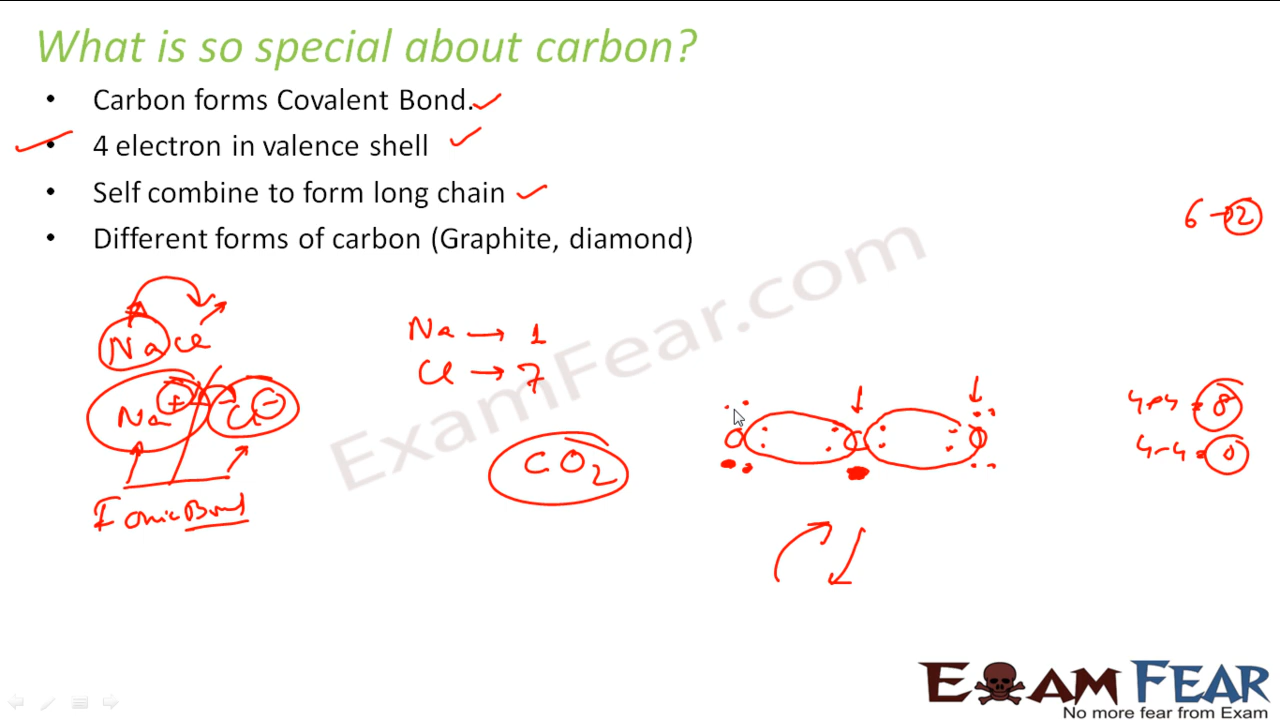 What is so special about carbon?
• Carbon forms Covalent Bond.
• 4 electron in valence shell
• Self combine to form long chain
• Different forms of carbon (Graphite, diamond)
6 → 2
NaCl
Na → 1
Cl → 7
Na + Cl −
CO2
O C O
4+4 = 8
4-4 = 0
Ionic Bond
ExamFear.com
EXAM FEAR
No more fear from Exam